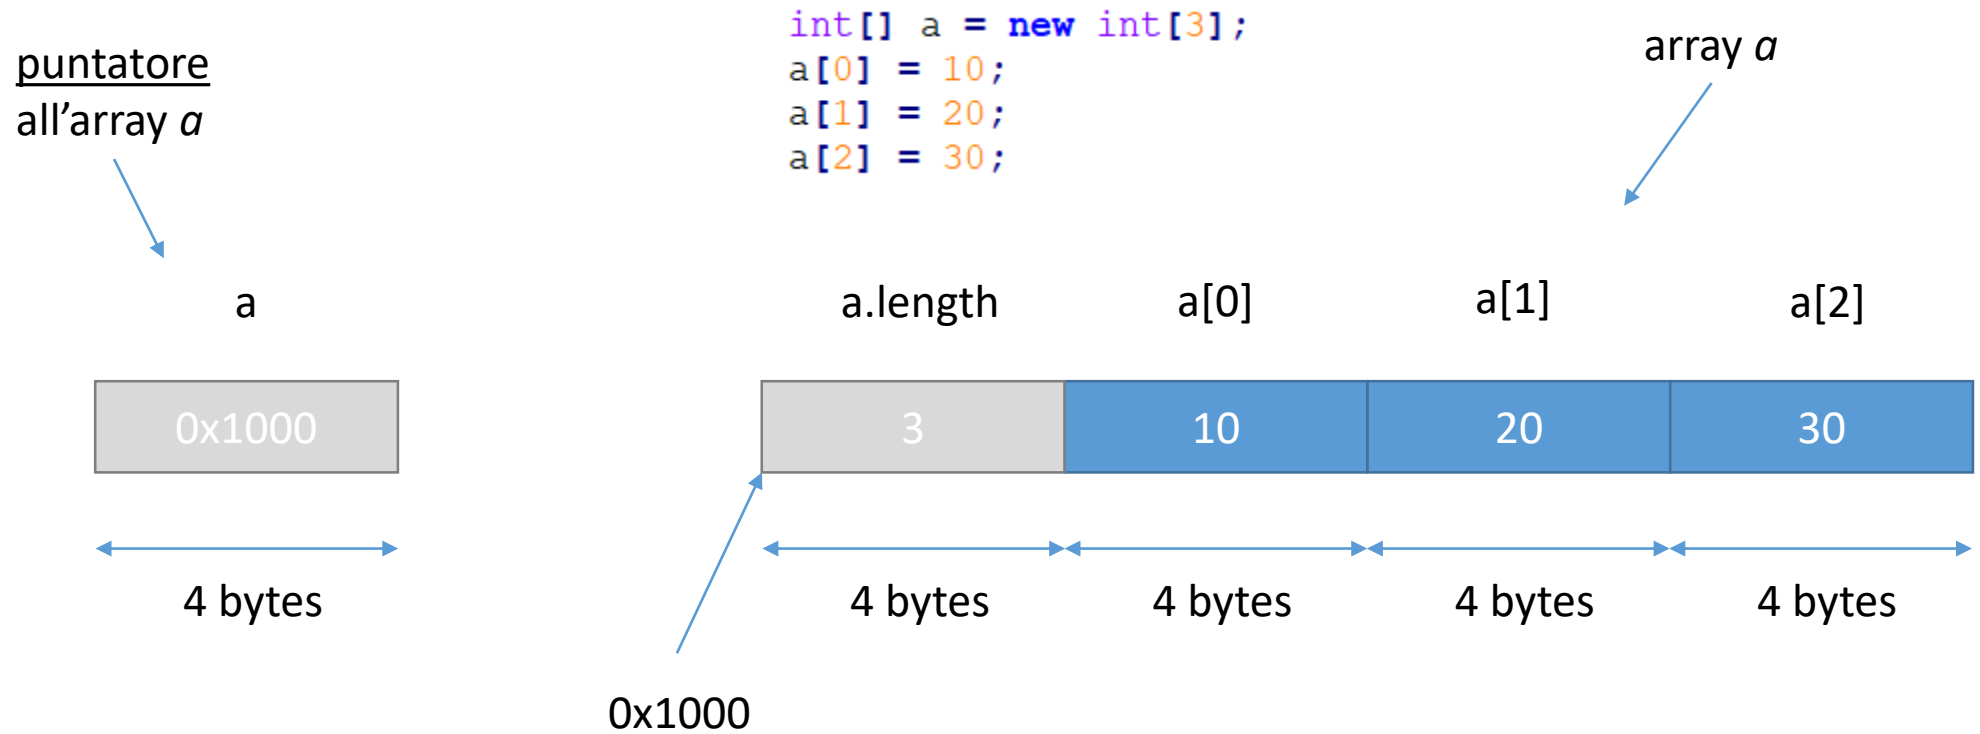 int[] a = new int[3];
a[0] = 10;
a[1] = 20;
a[2] = 30;
puntatore
all’array a
array a
a
a.length a[0] a[1] a[2]
0x1000
3 10 20 30
4 bytes
4 bytes 4 bytes 4 bytes 4 bytes
0x1000